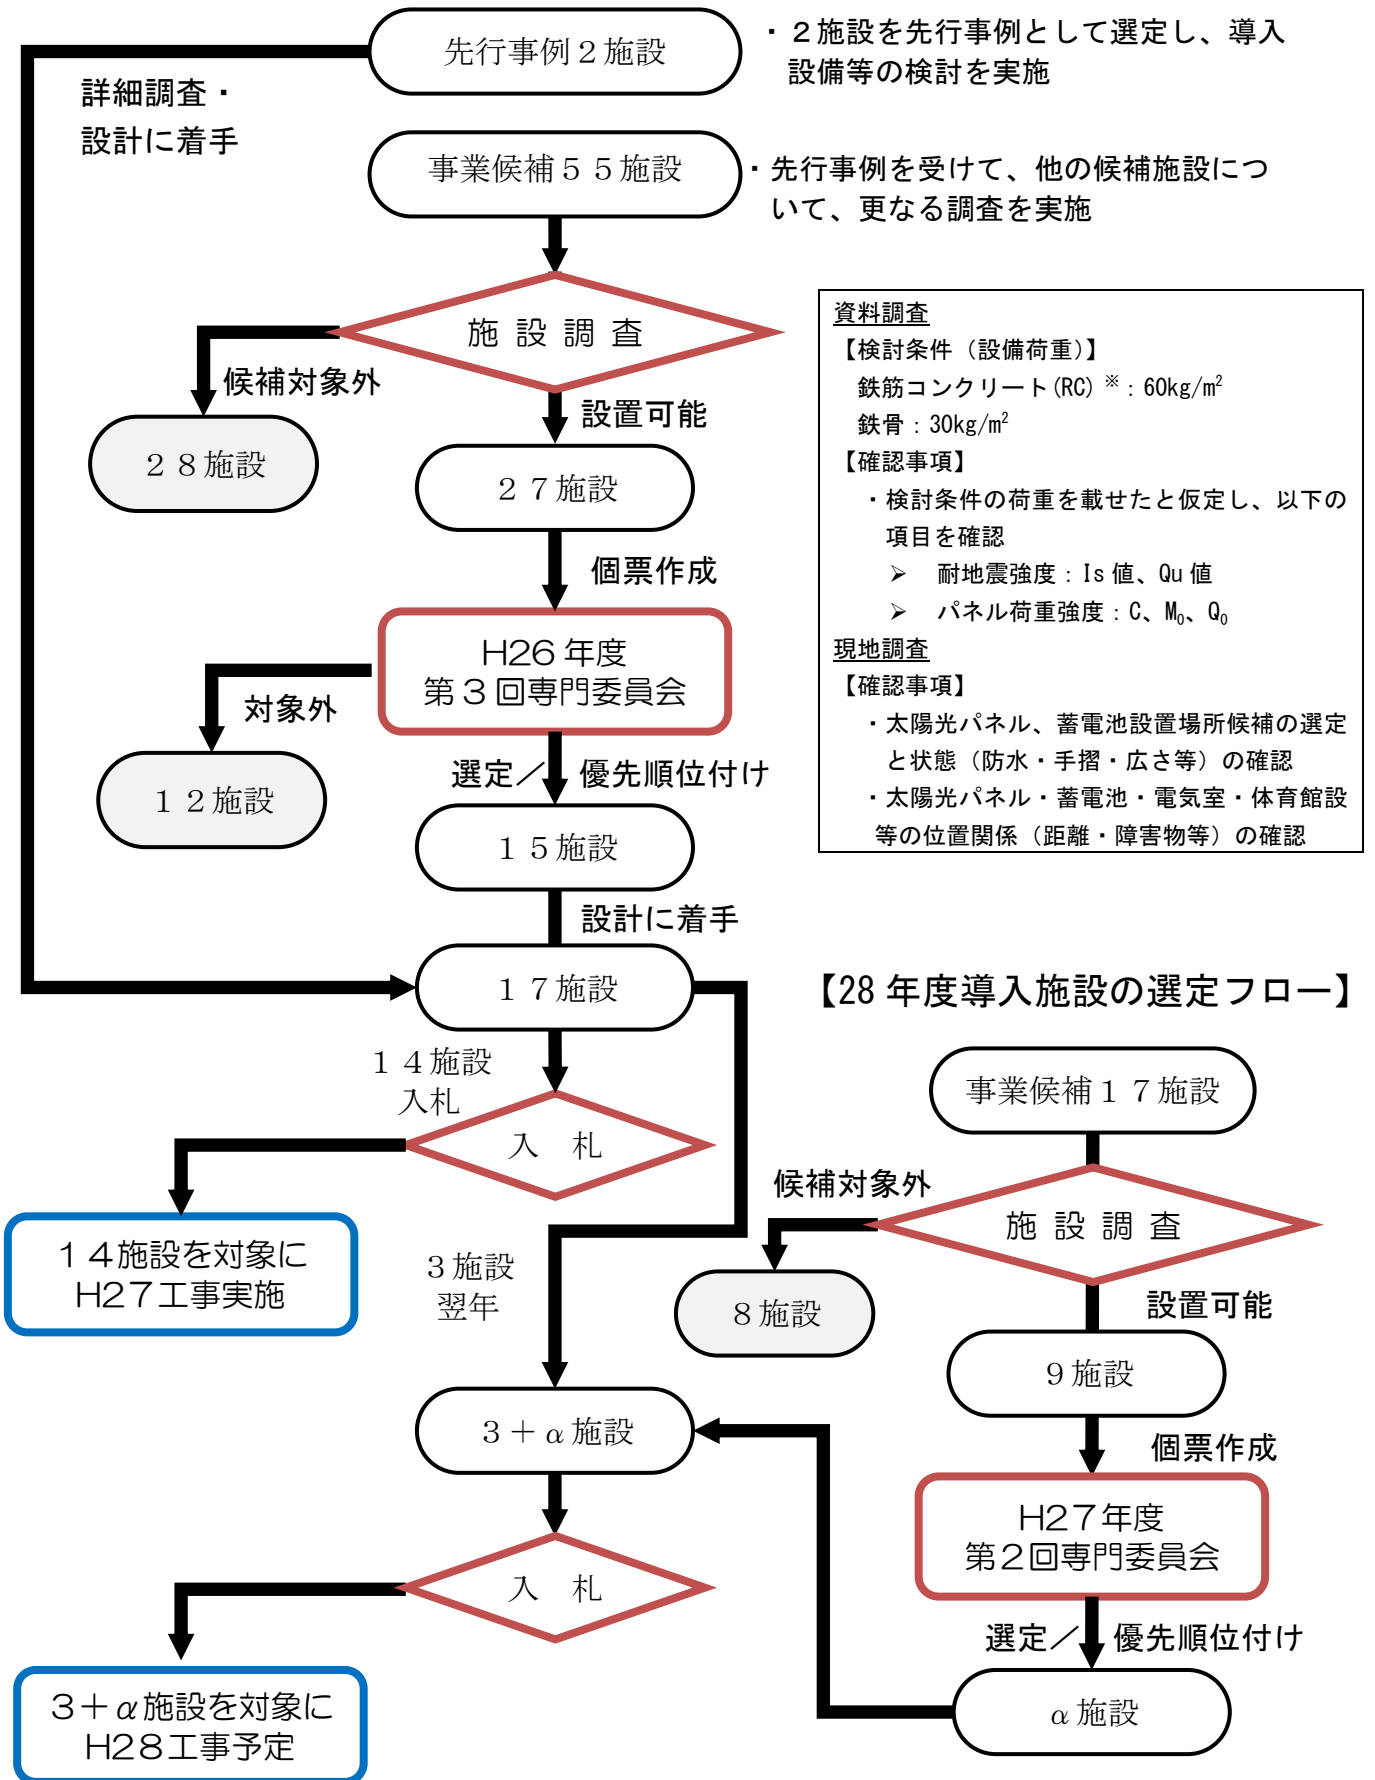 先行事例２施設
・２施設を先行事例として選定し、導入
設備等の検討を実施
詳細調査・
設計に着手
事業候補５５施設
・先行事例を受けて、他の候補施設につ
いて、更なる調査を実施
施 設 調 査
候補対象外
設置可能
２８施設
２７施設
個票作成
H26 年度
第３回専門委員会
対象外
選定／ 優先順位付け
１２施設
１５施設
設計に着手
１７施設
１４施設
入札
入　札
１４施設を対象に
H27工事実施
３施設
翌年
３＋α施設
入　札
３＋α施設を対象に
H28工事予定
資料調査
【検討条件（設備荷重）】
鉄筋コンクリート(RC) ※：60kg/m²
鉄骨：30kg/m²
【確認事項】
・検討条件の荷重を載せたと仮定し、以下の
項目を確認
➢ 耐地震強度：Is 値、Qu 値
➢ パネル荷重強度：C、M₀、Q₀
現地調査
【確認事項】
・太陽光パネル、蓄電池設置場所候補の選定
と状態（防水・手摺・広さ等）の確認
・太陽光パネル・蓄電池・電気室・体育館設
等の位置関係（距離・障害物等）の確認
【28 年度導入施設の選定フロー】
事業候補１７施設
候補対象外
施 設 調 査
設置可能
８施設
９施設
個票作成
H27年度
第２回専門委員会
選定／ 優先順位付け
α施設